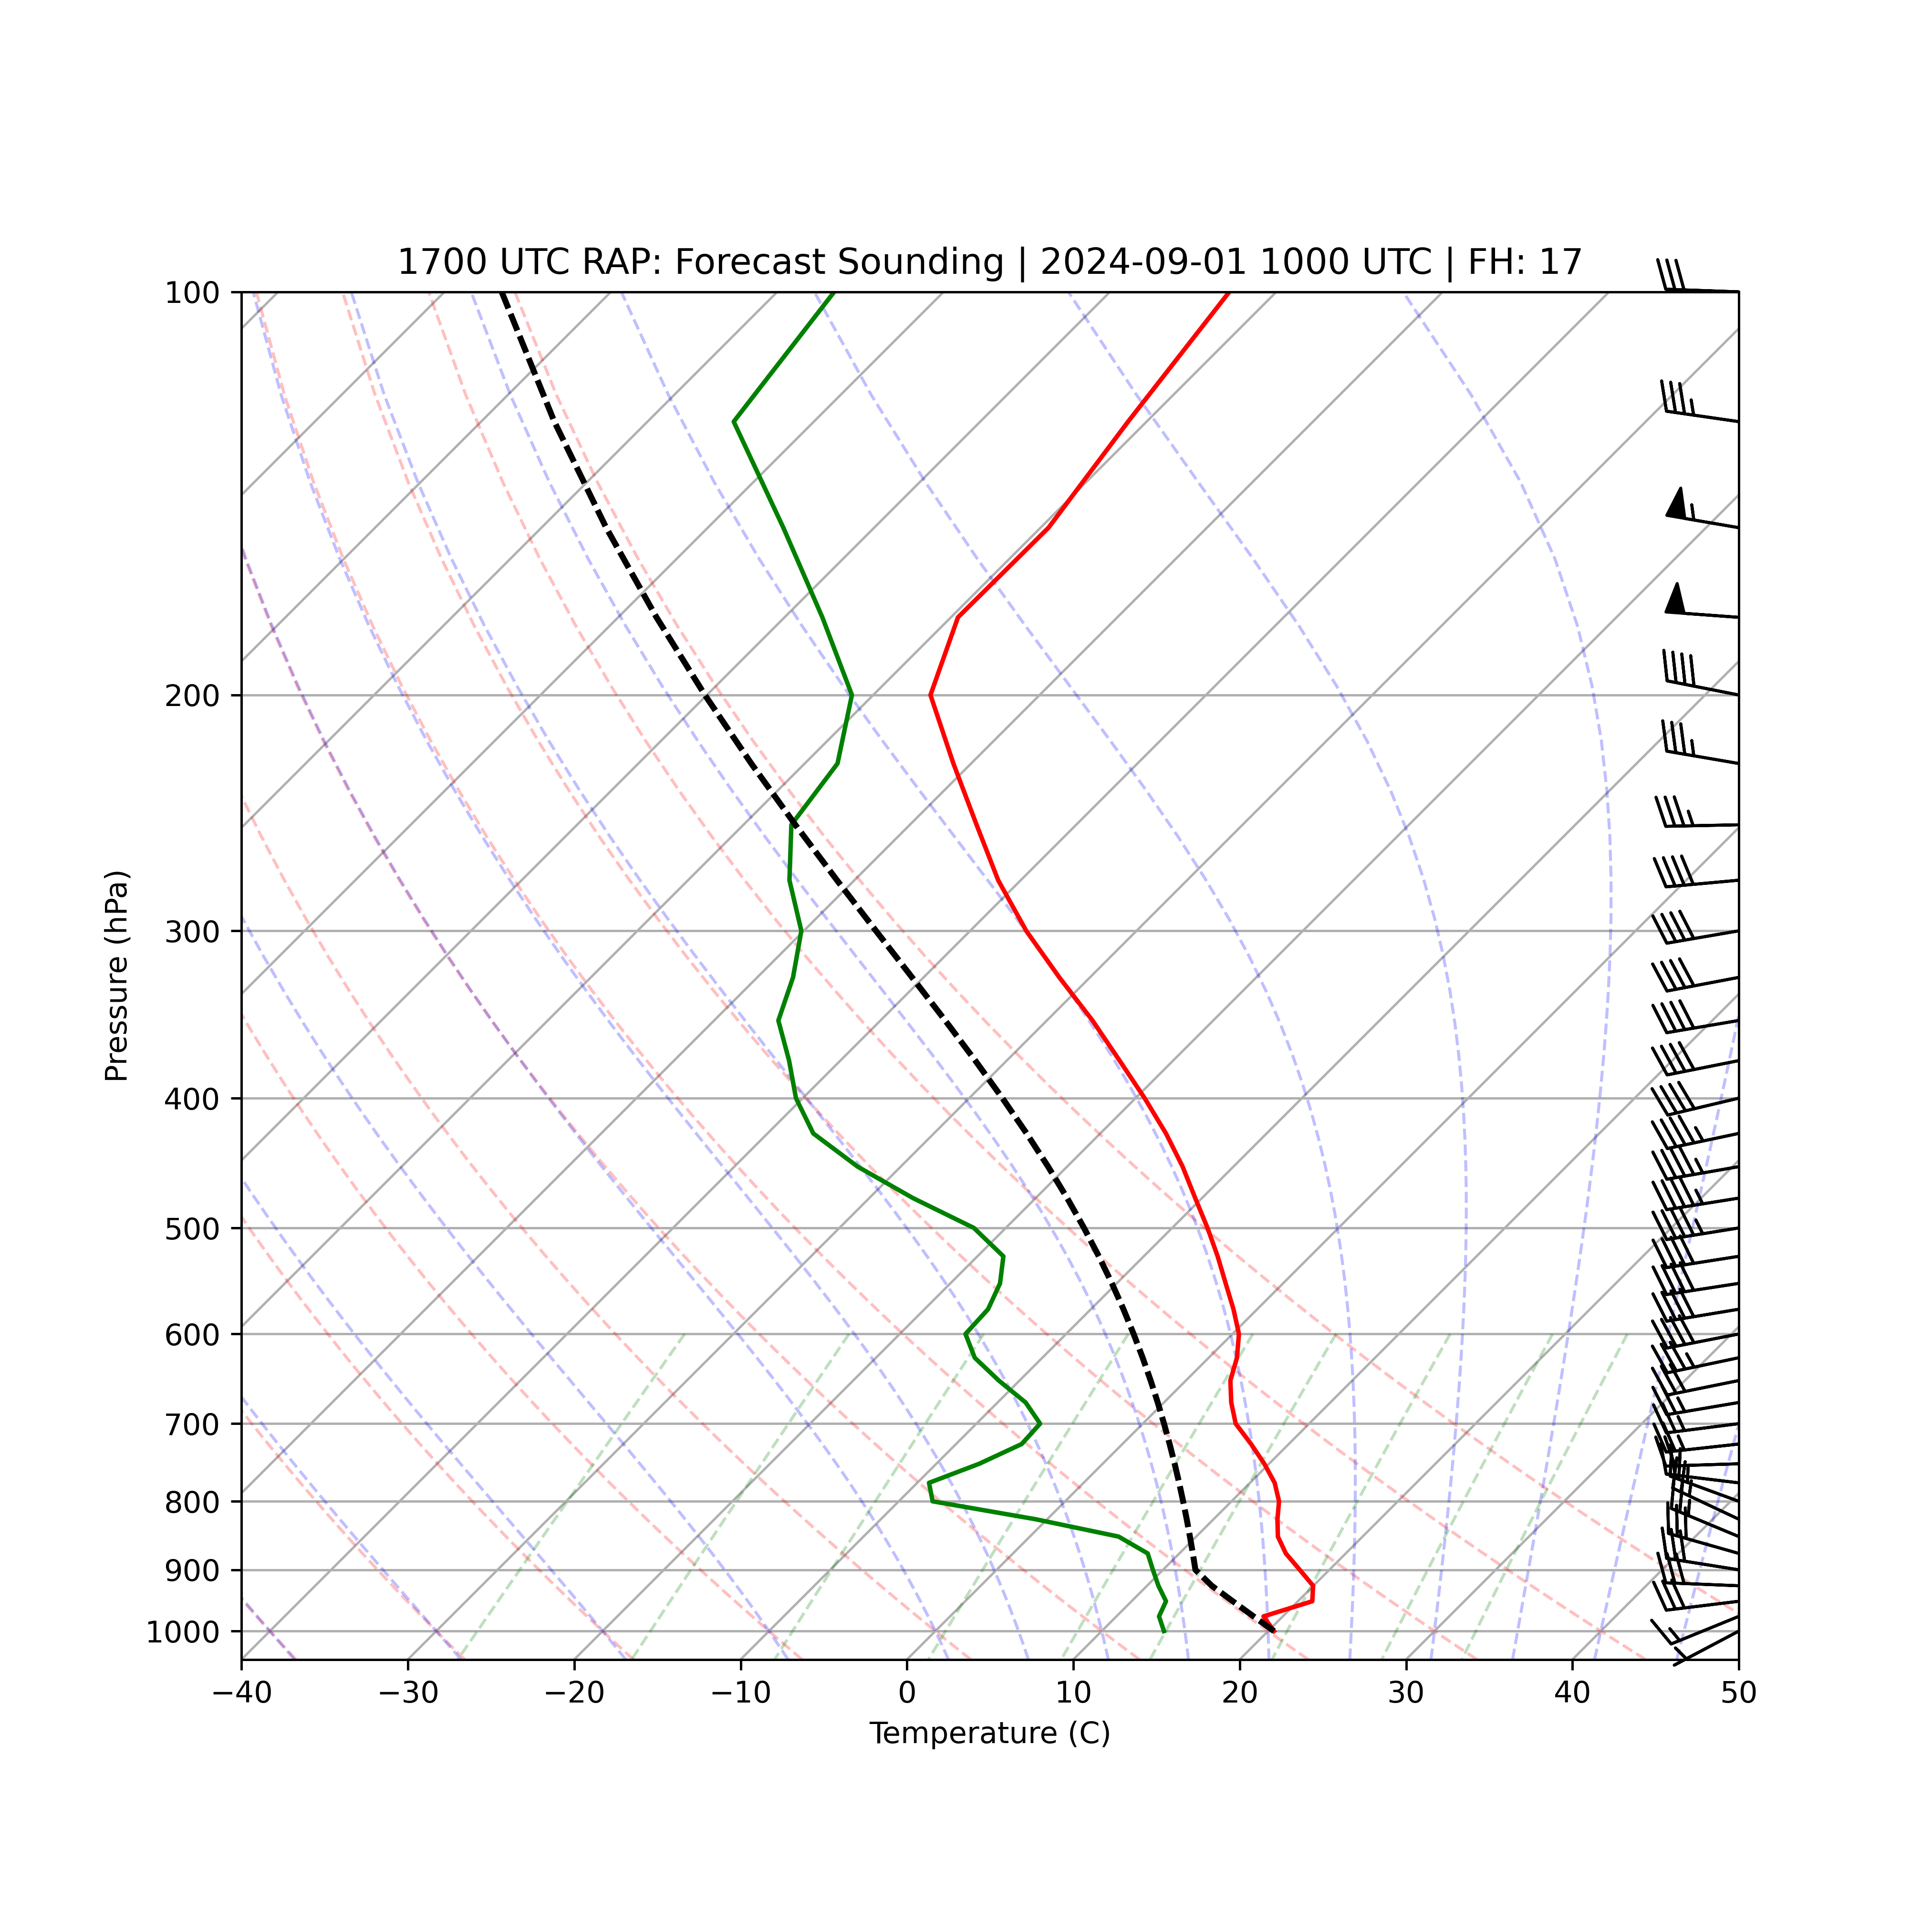 1700 UTC RAP: Forecast Sounding | 2024-09-01 1000 UTC | FH: 17
100
200
300
400
500
600
700
800
900
1000
Pressure (hPa)
−40 −30 −20 −10 0 10 20 30 40 50
Temperature (C)